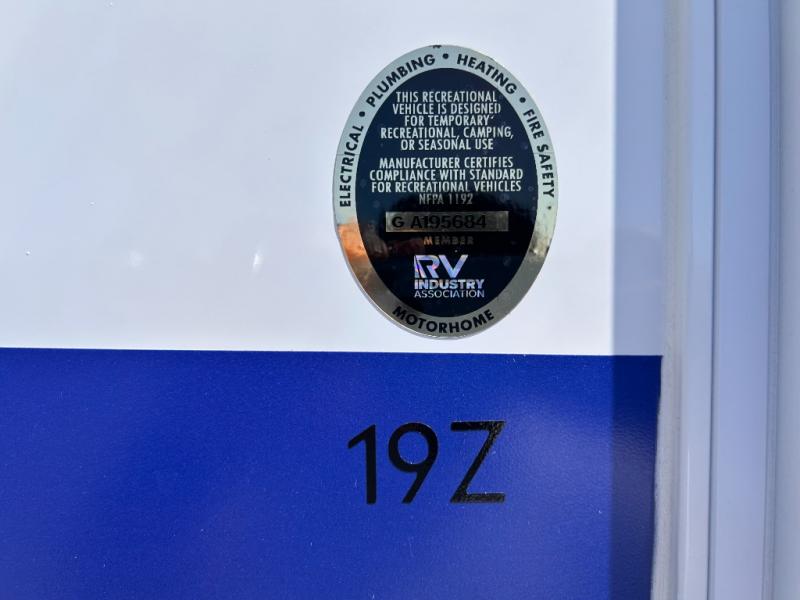 ELECTRICAL • PLUMBING • HEATING • FIRE SAFETY •
THIS RECREATIONAL
VEHICLE IS DESIGNED
FOR TEMPORARY
RECREATIONAL, CAMPING,
OR SEASONAL USE
MANUFACTURER CERTIFIES
COMPLIANCE WITH STANDARD
FOR RECREATIONAL VEHICLES
NFPA 1192
G A195684
MEMBER
RV
INDUSTRY
ASSOCIATION
MOTORHOME
19Z